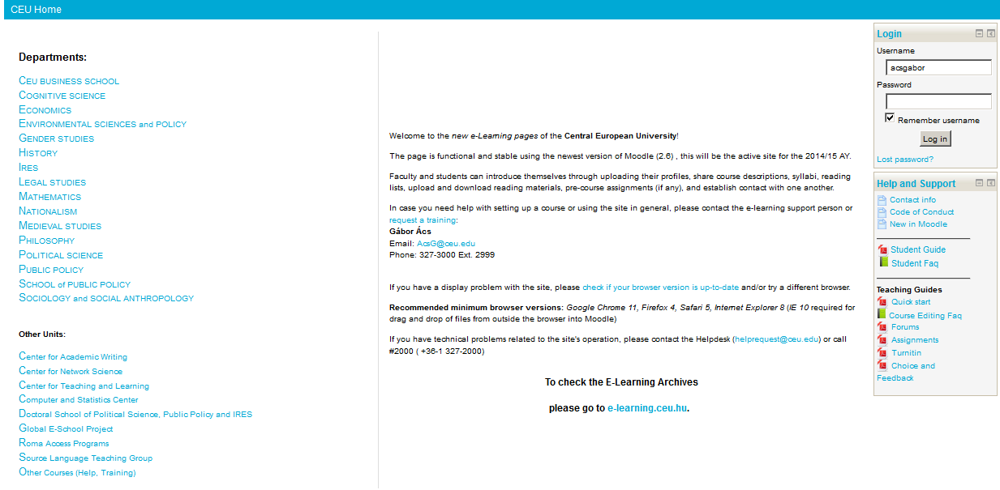 CEU Home
Departments:
CEU BUSINESS SCHOOL
COGNITIVE SCIENCE
ECONOMICS
ENVIRONMENTAL SCIENCES and POLICY
GENDER STUDIES
HISTORY
IRES
LEGAL STUDIES
MATHEMATICS
NATIONALISM
MEDIEVAL STUDIES
PHILOSOPHY
POLITICAL SCIENCE
PUBLIC POLICY
SCHOOL of PUBLIC POLICY
SOCIOLOGY and SOCIAL ANTHROPOLOGY
Other Units:
Center for Academic Writing
Center for Network Science
Center for Teaching and Learning
Computer and Statistics Center
Doctoral School of Political Science, Public Policy and IRES
Global E-School Project
Roma Access Programs
Source Language Teaching Group
Other Courses (Help, Training)
Welcome to the new e-Learning pages of the Central European University!
The page is functional and stable using the newest version of Moodle (2.6) , this will be the active site for the 2014/15 AY.
Faculty and students can introduce themselves through uploading their profiles, share course descriptions, syllabi, reading
lists, upload and download reading materials, pre-course assignments (if any), and establish contact with one another.
In case you need help with setting up a course or using the site in general, please contact the e-learning support person or
request a training:
Gábor Ács
Email: AcsG@ceu.edu
Phone: 327-3000 Ext. 2999
If you have a display problem with the site, please check if your browser version is up-to-date and/or try a different browser.
Recommended minimum browser versions: Google Chrome 11, Firefox 4, Safari 5, Internet Explorer 8 (IE 10 required for
drag and drop of files from outside the browser into Moodle)
If you have technical problems related to the site's operation, please contact the Helpdesk (helprequest@ceu.edu) or call
#2000 ( +36-1 327-2000)
To check the E-Learning Archives
please go to e-learning.ceu.hu.
Login
Username
acsgabor
Password
Remember username
Log in
Lost password?
Help and Support
Contact info
Code of Conduct
New in Moodle
Student Guide
Student Faq
Teaching Guides
Quick start
Course Editing Faq
Forums
Assignments
Turnitin
Choice and
Feedback